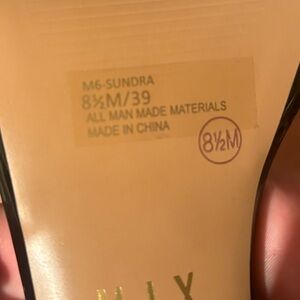 M6-SUNDRA
8½M/39
ALL MAN MADE MATERIALS
MADE IN CHINA
8½M